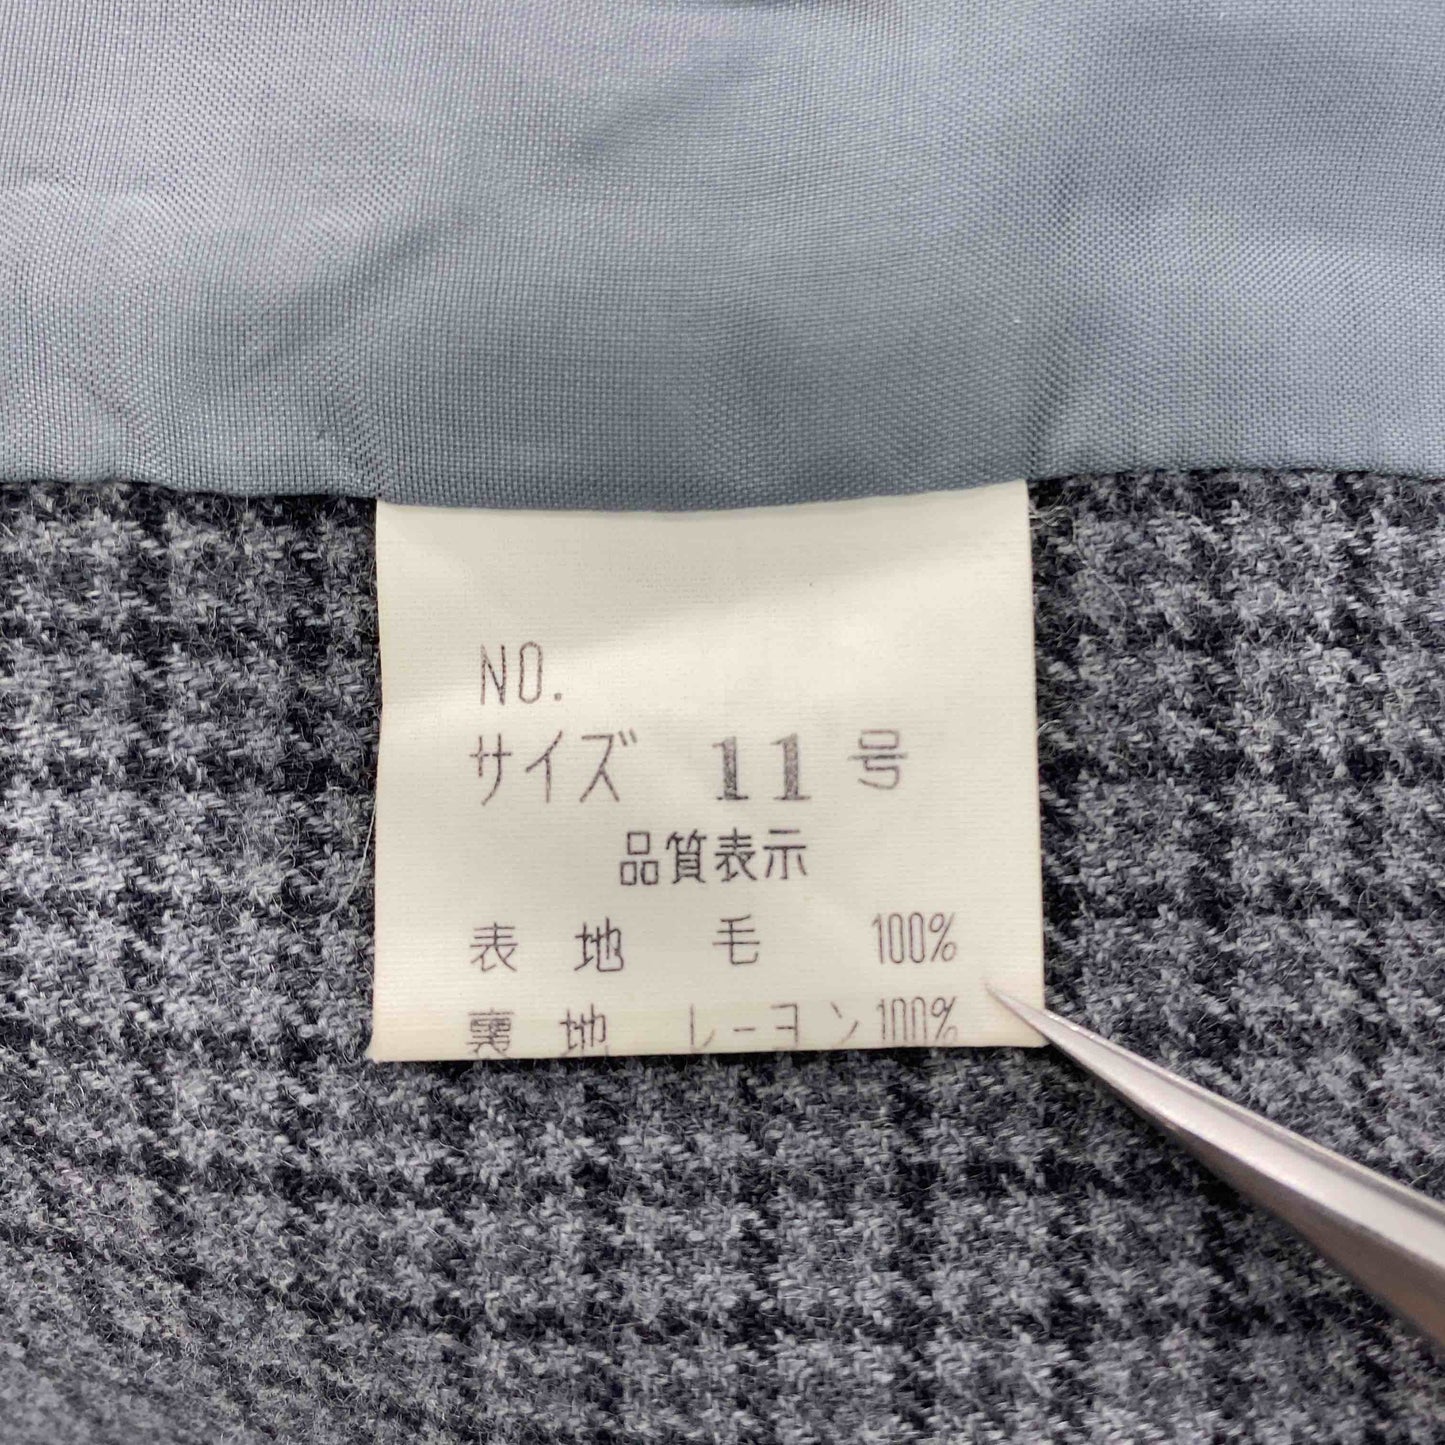 NO.
サイズ 11 号
品質表示
表 地 毛 100%
裏 地 レーヨン 100%